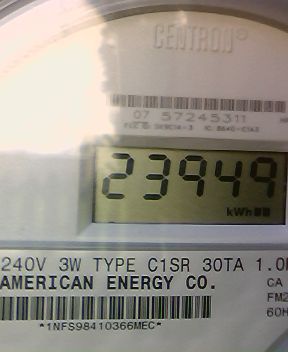 CENTRON®
07 57245311
23949
kWh
240V 3W TYPE C1SR 30TA 1.0
AMERICAN ENERGY CO.
CA
FM2
60H
*1NFS98410366MEC*